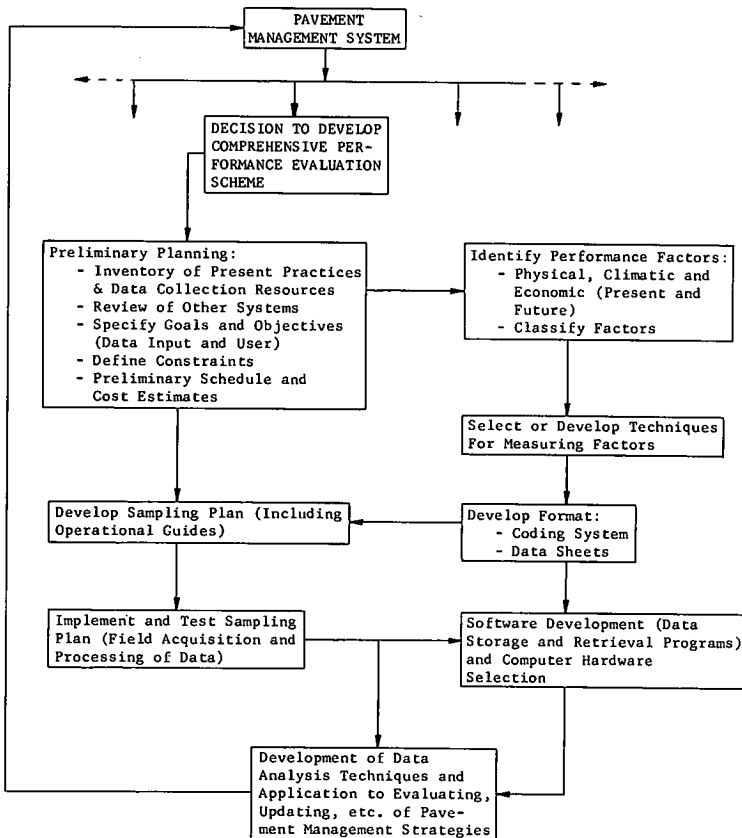 PAVEMENT
MANAGEMENT SYSTEM
DECISION TO DEVELOP
COMPREHENSIVE PER-
FORMANCE EVALUATION
SCHEME
Preliminary Planning:
- Inventory of Present Practices
& Data Collection Resources
- Review of Other Systems
- Specify Goals and Objectives
(Data Input and User)
- Define Constraints
- Preliminary Schedule and
Cost Estimates
Identify Performance Factors:
- Physical, Climatic and
Economic (Present and
Future)
- Classify Factors
Select or Develop Techniques
For Measuring Factors
Develop Sampling Plan (Including
Operational Guides)
Develop Format:
- Coding System
- Data Sheets
Implement and Test Sampling
Plan (Field Acquisition and
Processing of Data)
Software Development (Data
Storage and Retrieval Programs)
and Computer Hardware
Selection
Development of Data
Analysis Techniques and
Application to Evaluating,
Updating, etc. of Pave-
ment Management Strategies